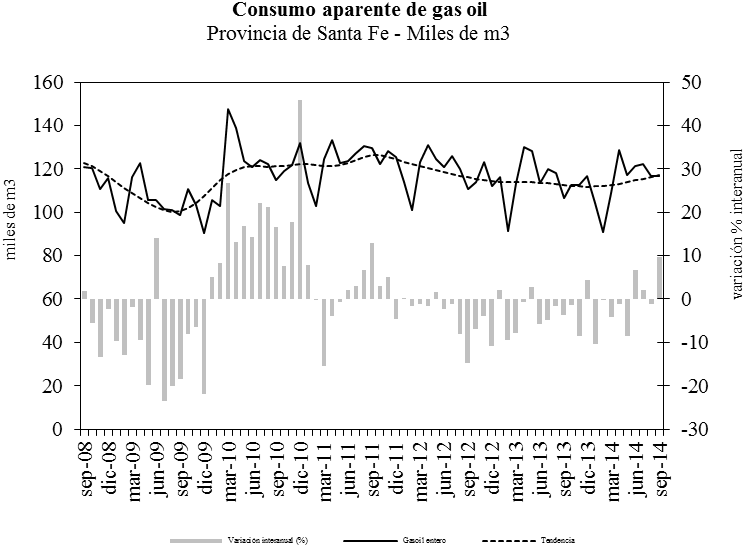 Consumo aparente de gas oil
Provincia de Santa Fe - Miles de m3
160
140
120
100
80
60
40
20
0
miles de m3
50
40
30
20
10
0
-10
-20
-30
variación % interanual
sep-08
dic-08
mar-09
jun-09
sep-09
dic-09
mar-10
jun-10
sep-10
dic-10
mar-11
jun-11
sep-11
dic-11
mar-12
jun-12
sep-12
dic-12
mar-13
jun-13
sep-13
dic-13
mar-14
jun-14
sep-14
Variación interanual (%)
Gasoil entero
Tendencia